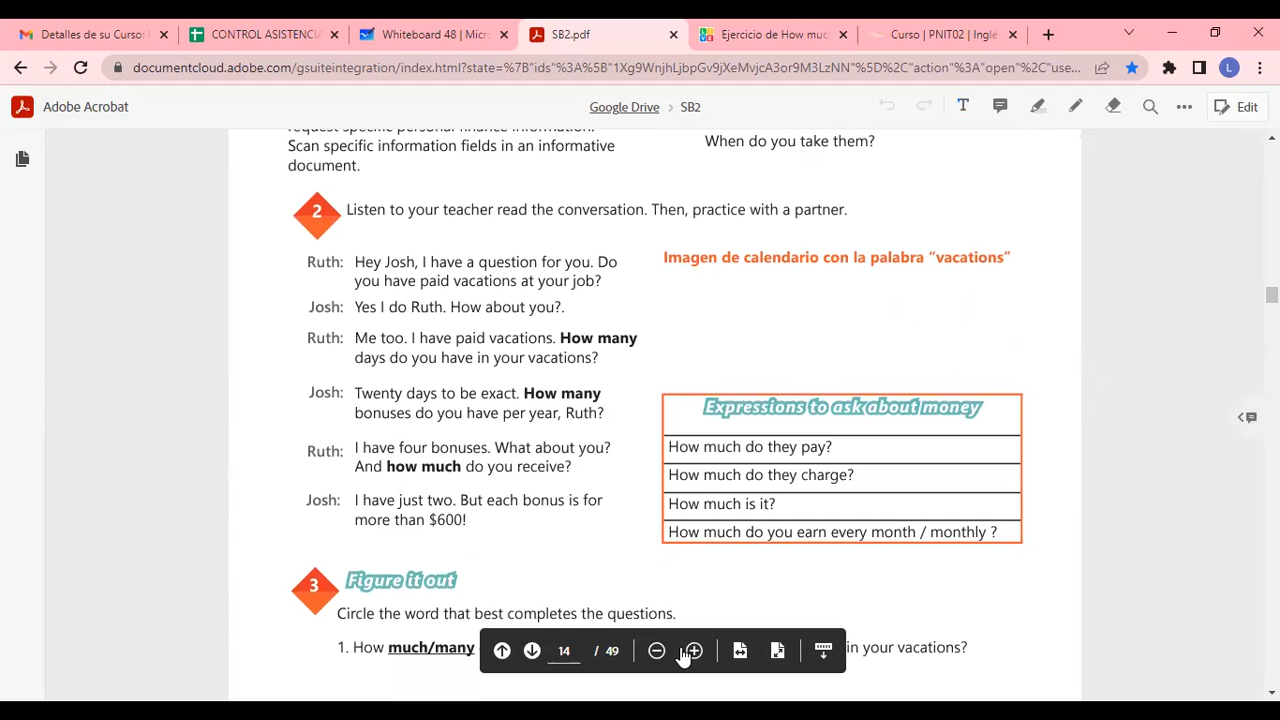 Detalles de su Curso:
CONTROL ASISTENCIA
Whiteboard 48 | Micro
SB2.pdf
Ejercicio de How muc
Curso | PNIT02 | Inglé
documentcloud.adobe.com/gsuiteintegration/index.html?state=%7B"ids"%3A%5B"1Xg9WnjhLjbpGv9jXeMvjcA3or9M3LzNN"%5D%2C"action"%3A"open"%2C"use...
L
Adobe Acrobat
Google Drive > SB2
Edit
request specific personal finance information.
Scan specific information fields in an informative
document.
When do you take them?
2 Listen to your teacher read the conversation. Then, practice with a partner.
Ruth: Hey Josh, I have a question for you. Do
you have paid vacations at your job?
Josh: Yes I do Ruth. How about you?.
Ruth: Me too. I have paid vacations. How many
days do you have in your vacations?
Josh: Twenty days to be exact. How many
bonuses do you have per year, Ruth?
Ruth: I have four bonuses. What about you?
And how much do you receive?
Josh: I have just two. But each bonus is for
more than $600!
Imagen de calendario con la palabra “vacations”
Expressions to ask about money
How much do they pay?
How much do they charge?
How much is it?
How much do you earn every month / monthly ?
3 Figure it out
Circle the word that best completes the questions.
1. How much/many
in your vacations?
14 / 49